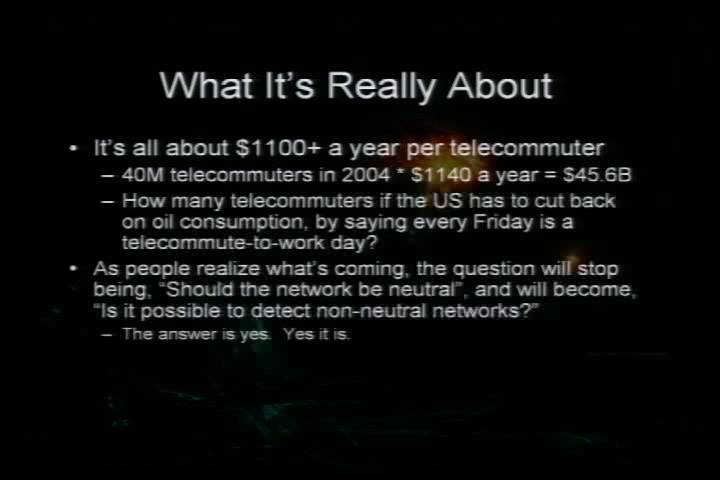 What It's Really About
• It's all about $1100+ a year per telecommuter
– 40M telecommuters in 2004 * $1140 a year = $45.6B
– How many telecommuters if the US has to cut back
on oil consumption, by saying every Friday is a
telecommute-to-work day?
• As people realize what's coming, the question will stop
being, “Should the network be neutral”, and will become,
“Is it possible to detect non-neutral networks?”
– The answer is yes.  Yes it is.